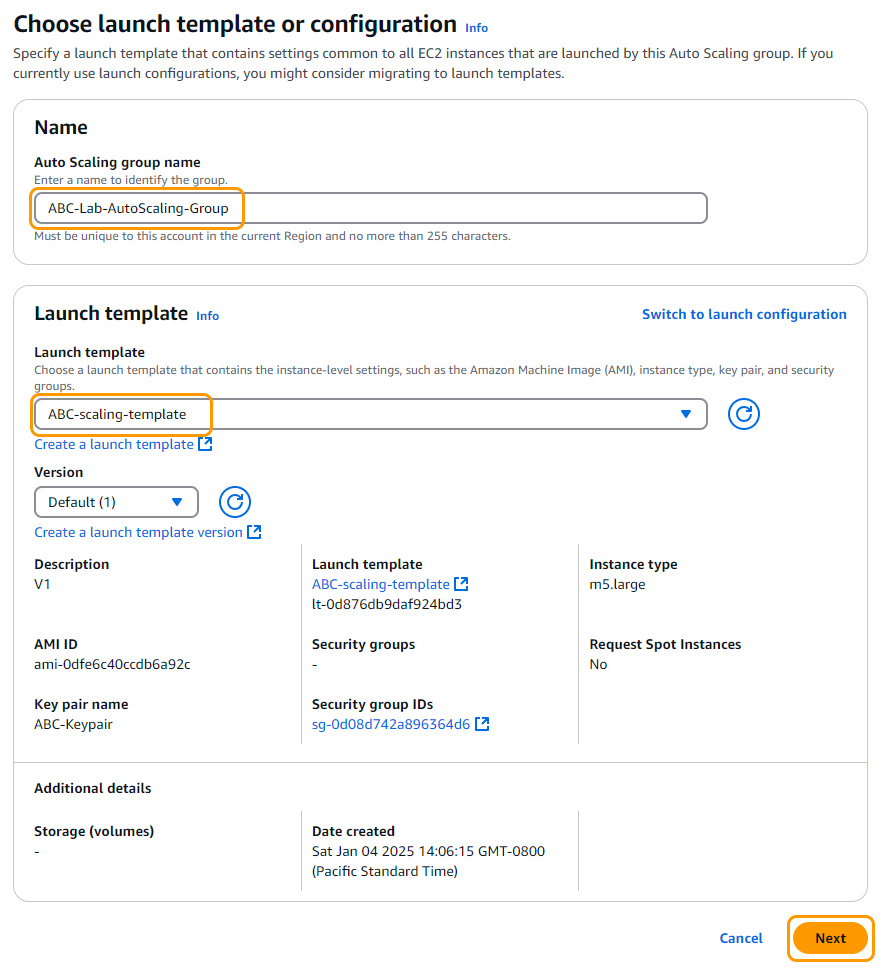 Choose launch template or configuration Info
Specify a launch template that contains settings common to all EC2 instances that are launched by this Auto Scaling group. If you
currently use launch configurations, you might consider migrating to launch templates.
Name
Auto Scaling group name
Enter a name to identify the group.
ABC-Lab-AutoScaling-Group
Must be unique to this account in the current Region and no more than 255 characters.
Launch template Info
Switch to launch configuration
Launch template
Choose a launch template that contains the instance-level settings, such as the Amazon Machine Image (AMI), instance type, key pair, and security
groups.
ABC-scaling-template
Create a launch template
Version
Default (1)
Create a launch template version
Description
V1
Launch template
ABC-scaling-template
lt-0d876db9daf924bd3
Instance type
m5.large
AMI ID
ami-0dfe6c40ccdb6a92c
Security groups
-
Request Spot Instances
No
Key pair name
ABC-Keypair
Security group IDs
sg-0d08d742a896364d6
Additional details
Storage (volumes)
-
Date created
Sat Jan 04 2025 14:06:15 GMT-0800
(Pacific Standard Time)
Cancel
Next